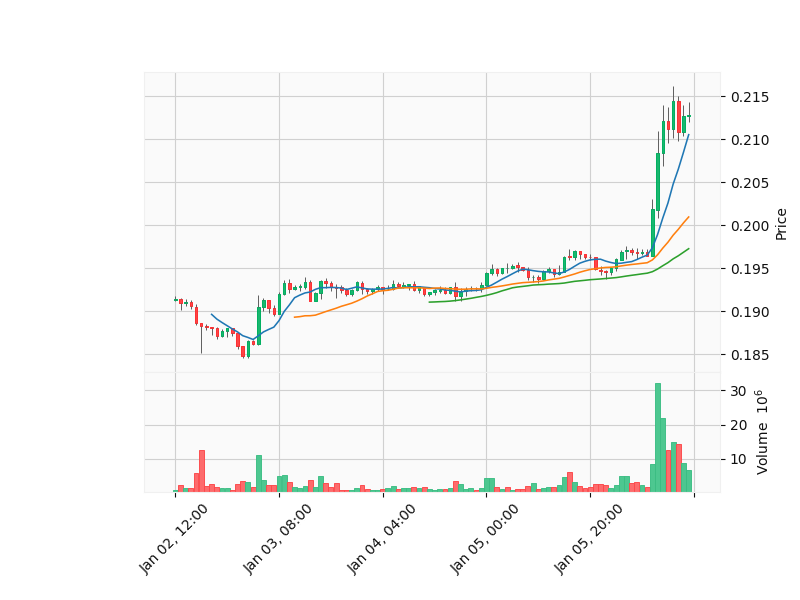 0.215
0.210
0.205
0.200
0.195
0.190
0.185
Price
30
20
10
Volume 10^6
Jan 02, 12:00
Jan 03, 08:00
Jan 04, 04:00
Jan 05, 00:00
Jan 05, 20:00